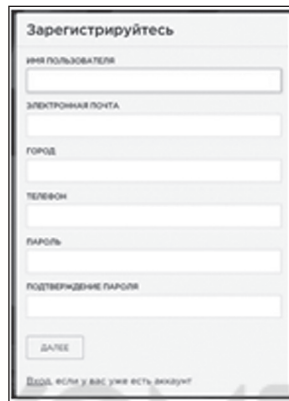 Зарегистрируйтесь
ИМЯ ПОЛЬЗОВАТЕЛЯ
ЭЛЕКТРОННАЯ ПОЧТА
ГОРОД
ТЕЛЕФОН
ПАРОЛЬ
ПОДТВЕРЖДЕНИЕ ПАРОЛЯ
ДАЛЕЕ
Вход, если у вас уже есть аккаунт